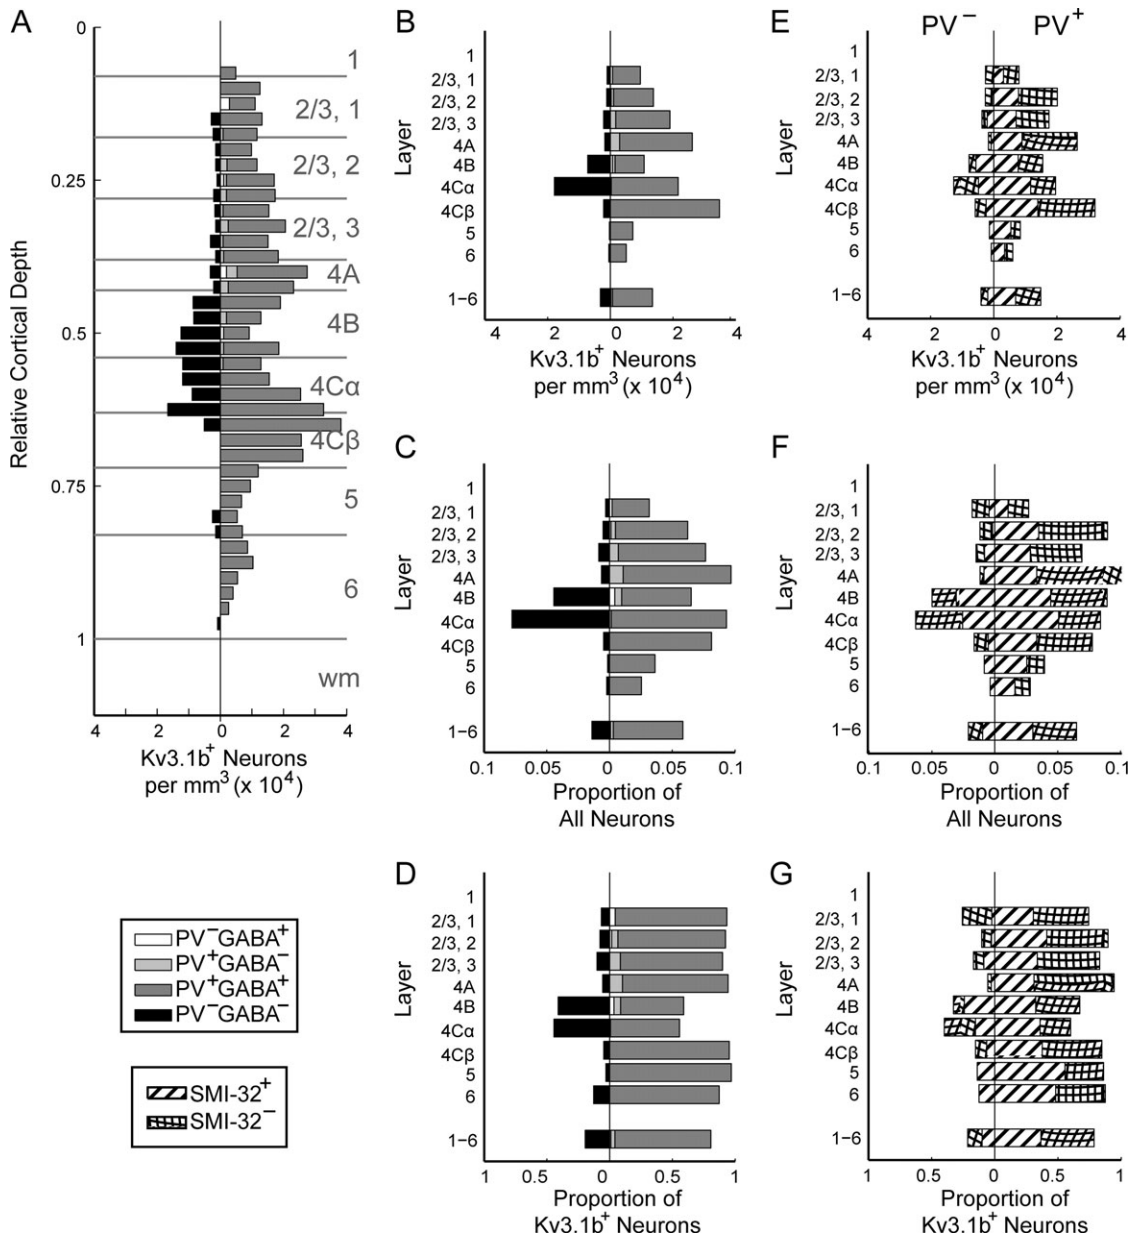 A
0
0.25
0.5
0.75
1
Relative Cortical Depth
1
2/3, 1
2/3, 2
2/3, 3
4A
4B
4Cα
4Cβ
5
6
wm
4 2 0 2 4
Kv3.1b⁺ Neurons
per mm³ (x 10⁴)
B
Layer
1
2/3, 1
2/3, 2
2/3, 3
4A
4B
4Cα
4Cβ
5
6
1−6
4 2 0 2 4
Kv3.1b⁺ Neurons
per mm³ (x 10⁴)
E
PV⁻ PV⁺
Layer
1
2/3, 1
2/3, 2
2/3, 3
4A
4B
4Cα
4Cβ
5
6
1−6
4 2 0 2 4
Kv3.1b⁺ Neurons
per mm³ (x 10⁴)
C
Layer
1
2/3, 1
2/3, 2
2/3, 3
4A
4B
4Cα
4Cβ
5
6
1−6
0.1 0.05 0 0.05 0.1
Proportion of
All Neurons
F
Layer
1
2/3, 1
2/3, 2
2/3, 3
4A
4B
4Cα
4Cβ
5
6
1−6
0.1 0.05 0 0.05 0.1
Proportion of
All Neurons
PV⁻GABA⁺
PV⁺GABA⁻
PV⁺GABA⁺
PV⁻GABA⁻
SMI-32⁺
SMI-32⁻
D
Layer
1
2/3, 1
2/3, 2
2/3, 3
4A
4B
4Cα
4Cβ
5
6
1−6
1 0.5 0 0.5 1
Proportion of
Kv3.1b⁺ Neurons
G
Layer
1
2/3, 1
2/3, 2
2/3, 3
4A
4B
4Cα
4Cβ
5
6
1−6
1 0.5 0 0.5 1
Proportion of
Kv3.1b⁺ Neurons